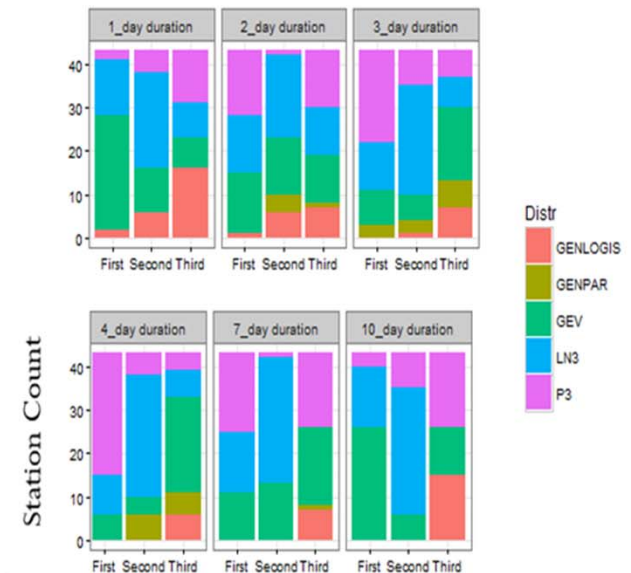 1_day duration 2_day duration 3_day duration
40
30
20
10
0
First Second Third First Second Third First Second Third
Distr
GENLOGIS
GENPAR
GEV
LN3
P3
4_day duration 7_day duration 10_day duration
40
30
20
10
0
First Second Third First Second Third First Second Third
Station Count